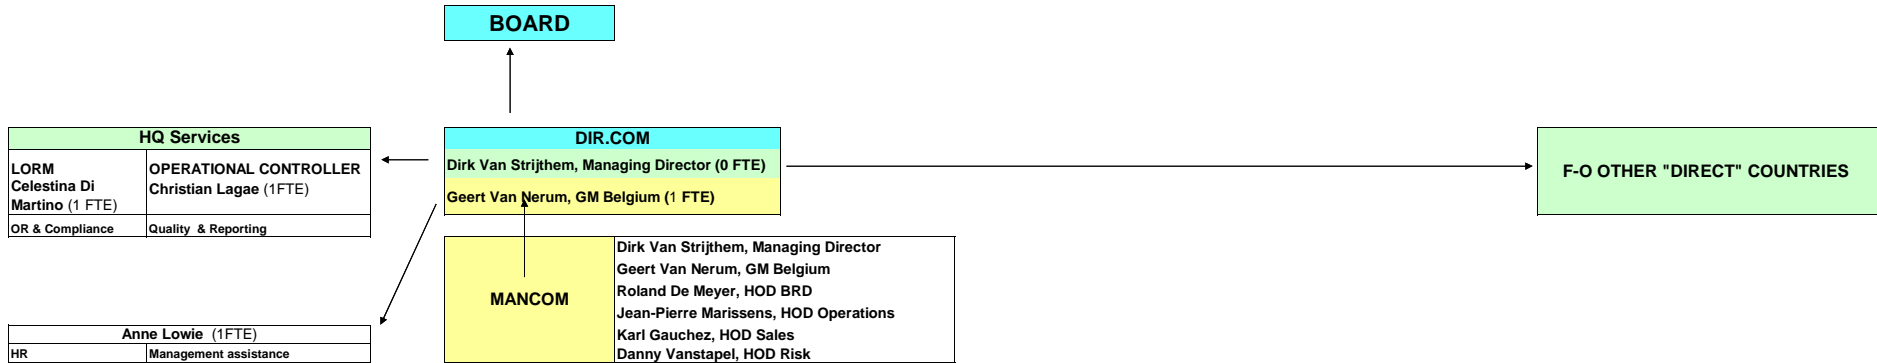 BOARD
HQ Services
LORM
Celestina Di
Martino (1 FTE)
OPERATIONAL CONTROLLER
Christian Lagae (1FTE)
OR & Compliance
Quality & Reporting
DIR.COM
Dirk Van Strijthem, Managing Director (0 FTE)
Geert Van Nerum, GM Belgium (1 FTE)
F-O OTHER "DIRECT" COUNTRIES
MANCOM
Dirk Van Strijthem, Managing Director
Geert Van Nerum, GM Belgium
Roland De Meyer, HOD BRD
Jean-Pierre Marissens, HOD Operations
Karl Gauchez, HOD Sales
Danny Vanstapel, HOD Risk
Anne Lowie (1FTE)
HR
Management assistance